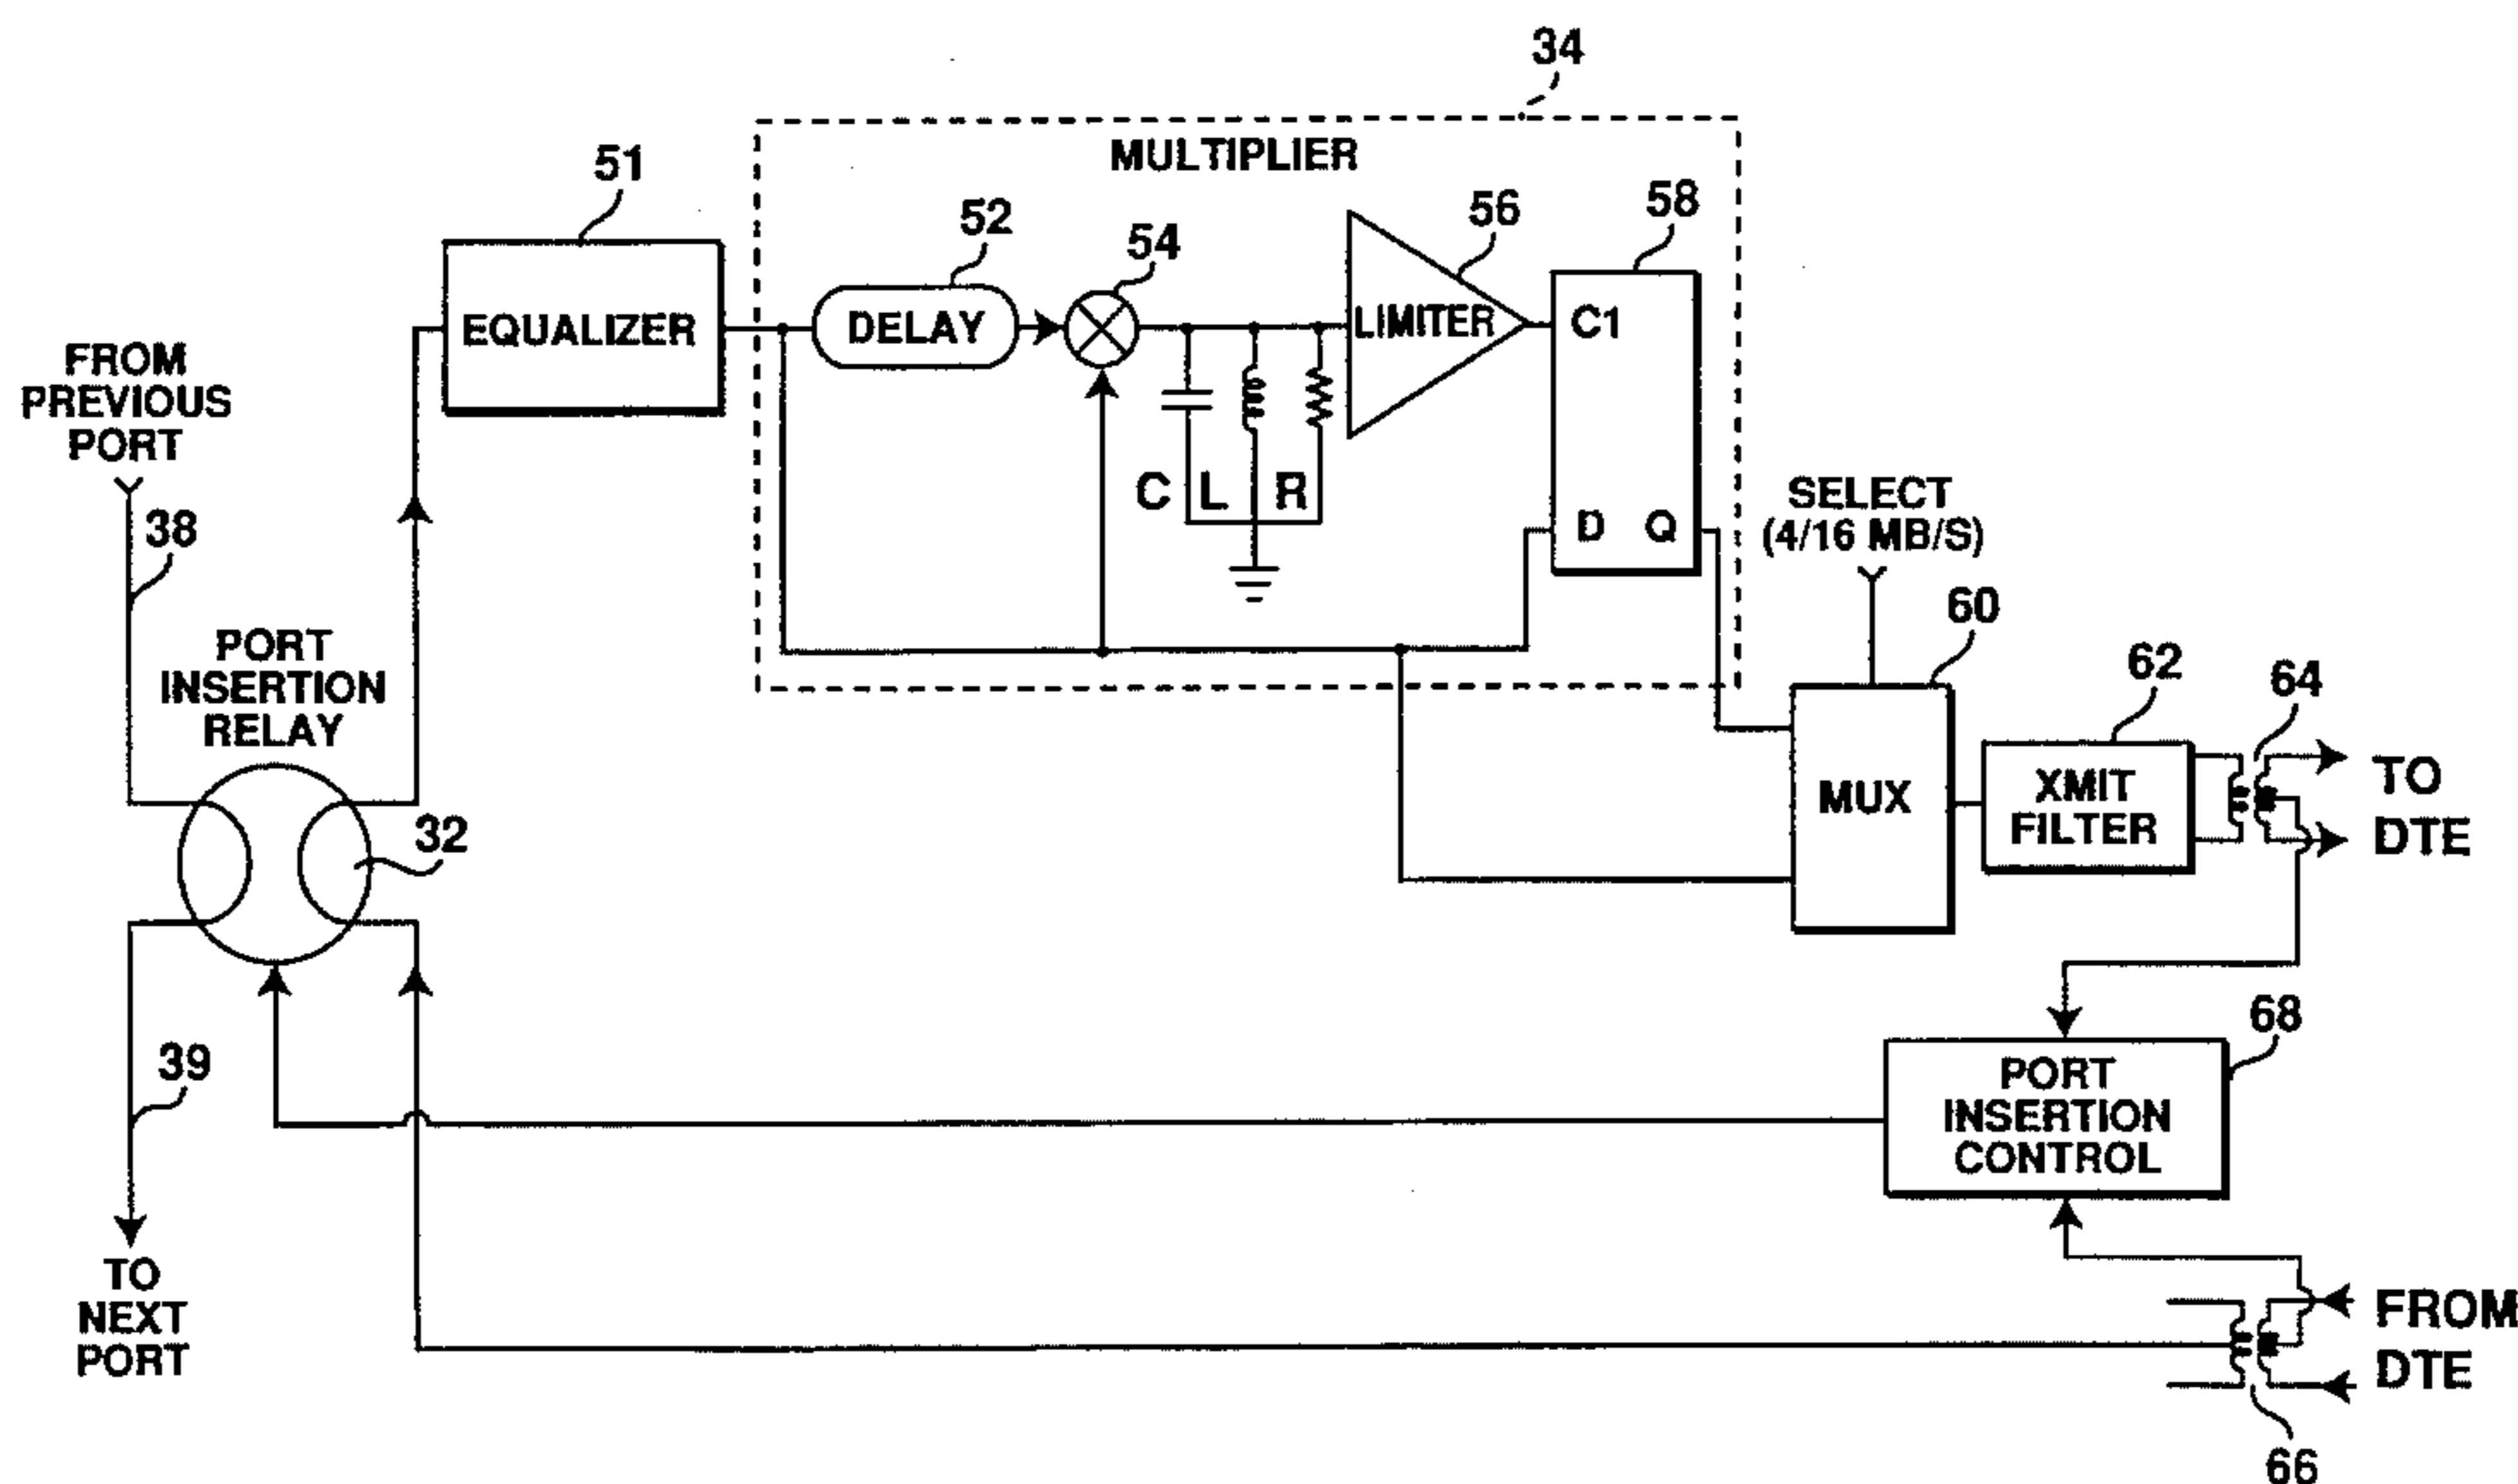 34
MULTIPLIER
51
52
54
56
58
EQUALIZER
DELAY
LIMITER
C1
D Q
C L R
FROM
PREVIOUS
PORT
38
PORT
INSERTION
RELAY
32
SELECT
(4/16 MB/S)
60
MUX
62
XMIT
FILTER
64
TO
DTE
39
TO
NEXT
PORT
68
PORT
INSERTION
CONTROL
FROM
DTE
66